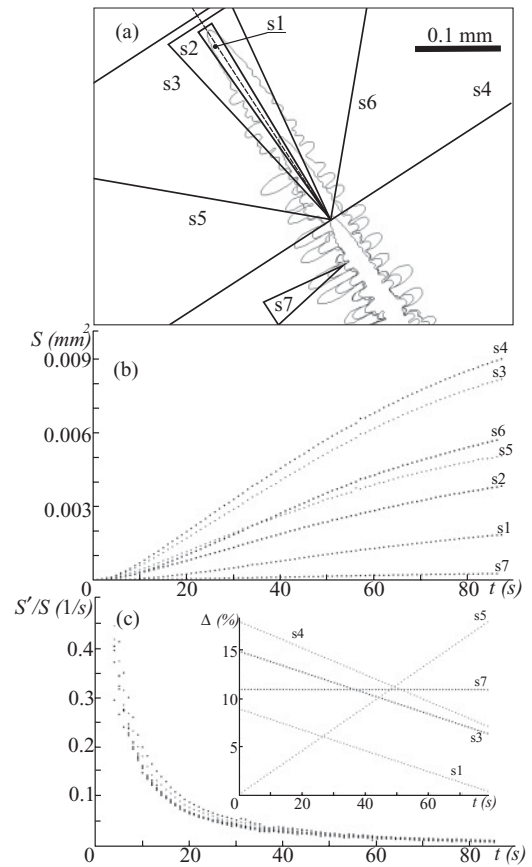 (a)
s1
s2
s3
0.1 mm
s4
s6
s5
s7
S (mm²)
0.009
(b)
s4
s3
0.006
s6
s5
s2
0.003
s1
s7
0 20 40 60 80 t (s)
S′/S (1/s)
(c)
Δ (%)
s5
s4
0.4
15
0.3
10
s7
s3
0.2
5
s1
0.1
0 20 40 60 t (s)
0 20 40 60 80 t (s)